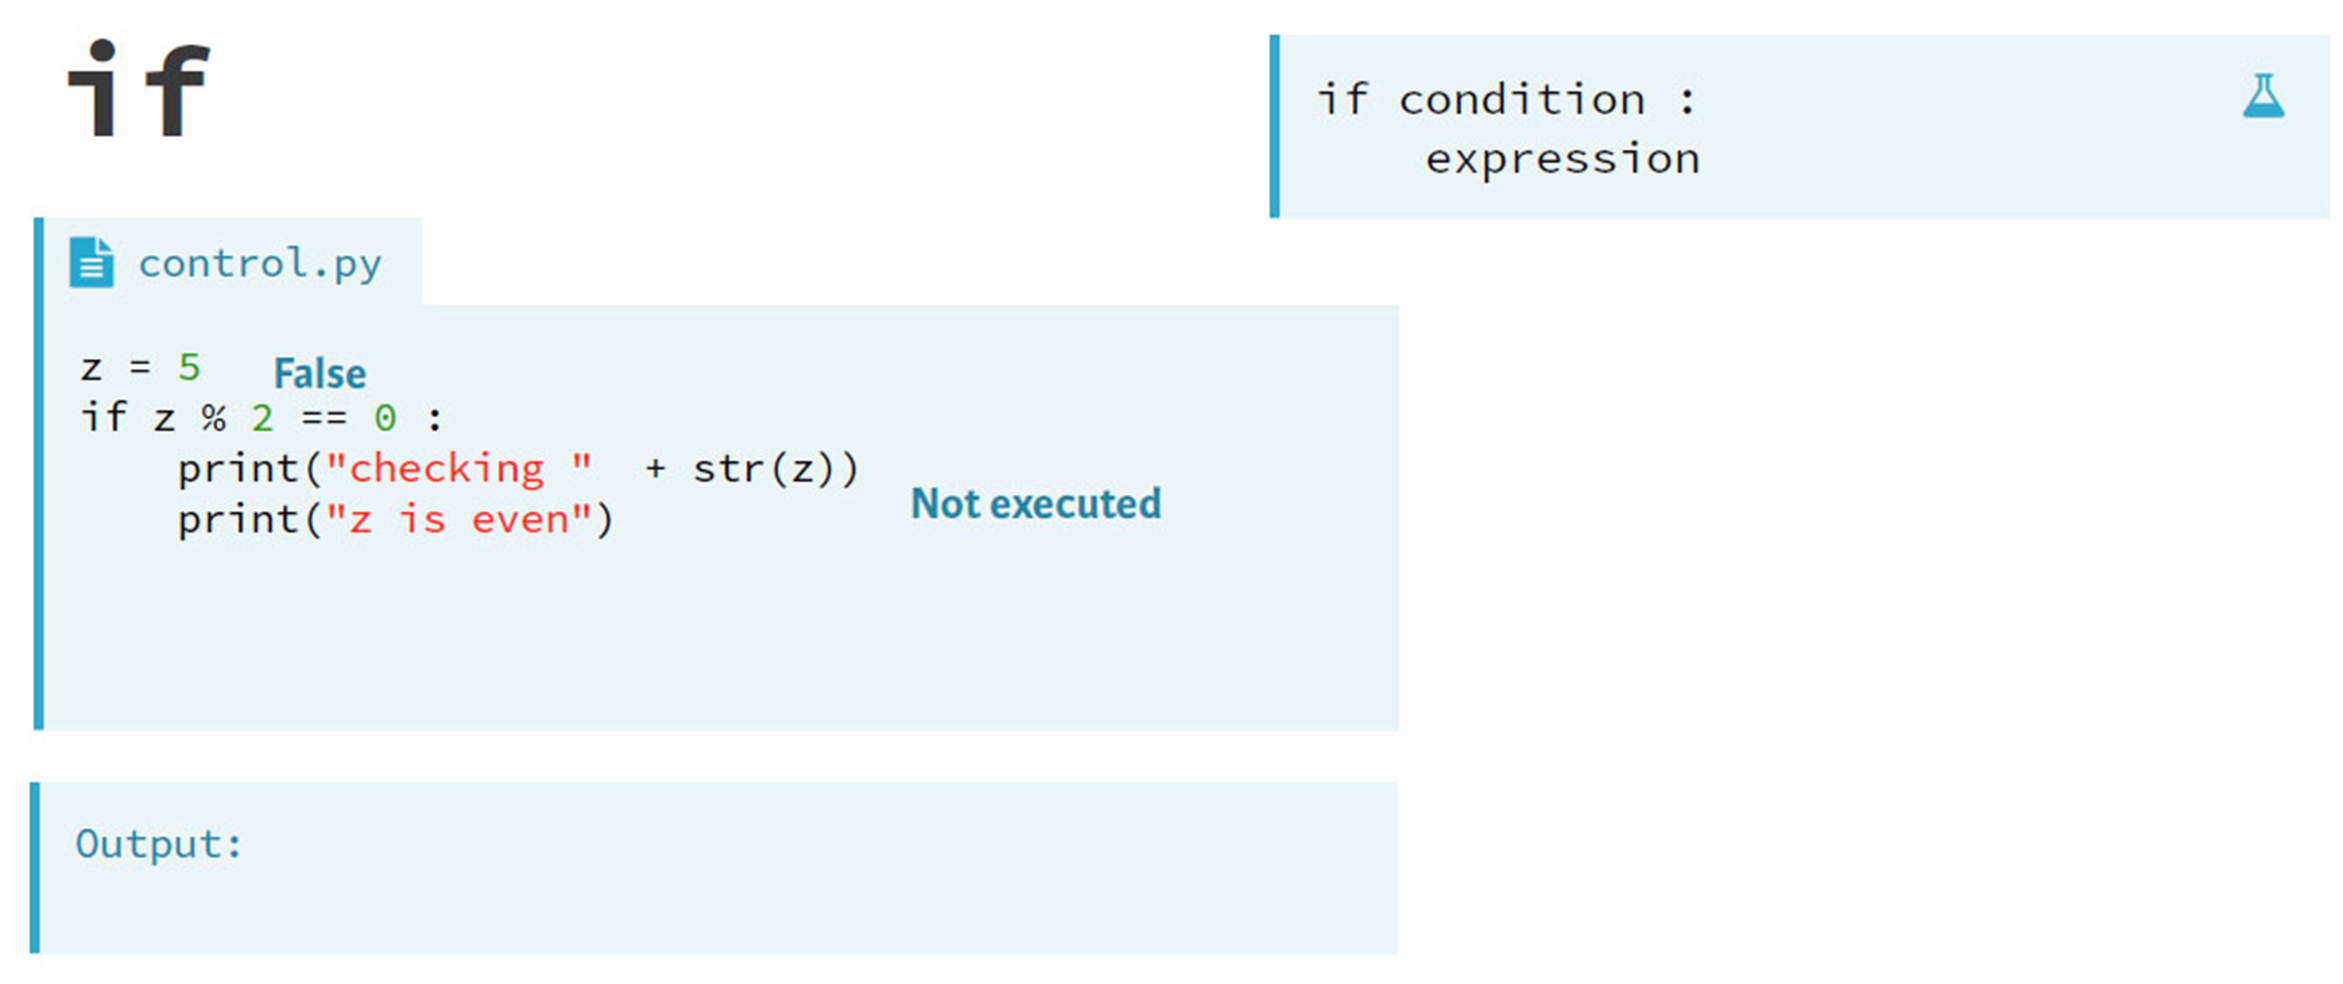 if
if condition :
    expression
control.py
z = 5 False
if z % 2 == 0 :
    print("checking "  + str(z))
    print("z is even")
Not executed
Output: